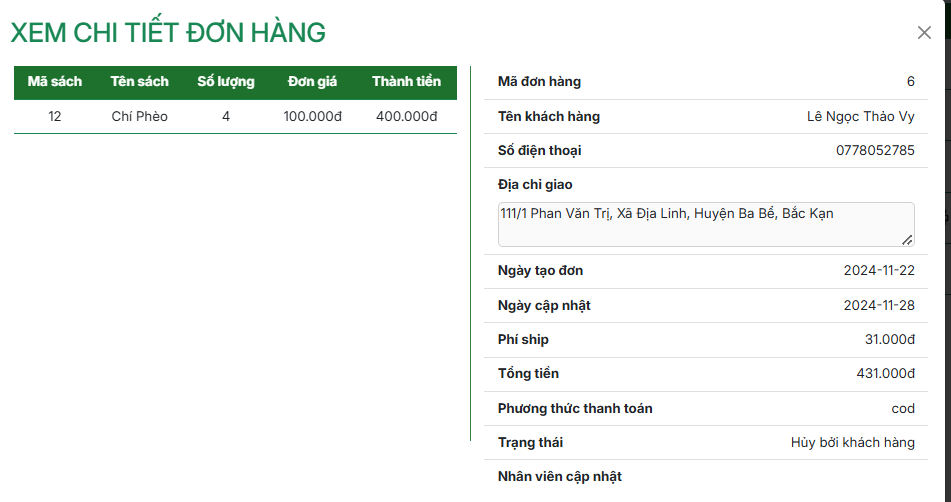 XEM CHI TIẾT ĐƠN HÀNG
Mã sách Tên sách Số lượng Đơn giá Thành tiền
12 Chí Phèo 4 100.000đ 400.000đ
Mã đơn hàng 6
Tên khách hàng Lê Ngọc Thảo Vy
Số điện thoại 0778052785
Địa chỉ giao
111/1 Phan Văn Trị, Xã Địa Linh, Huyện Ba Bể, Bắc Kạn
Ngày tạo đơn 2024-11-22
Ngày cập nhật 2024-11-28
Phí ship 31.000đ
Tổng tiền 431.000đ
Phương thức thanh toán cod
Trạng thái Hủy bởi khách hàng
Nhân viên cập nhật